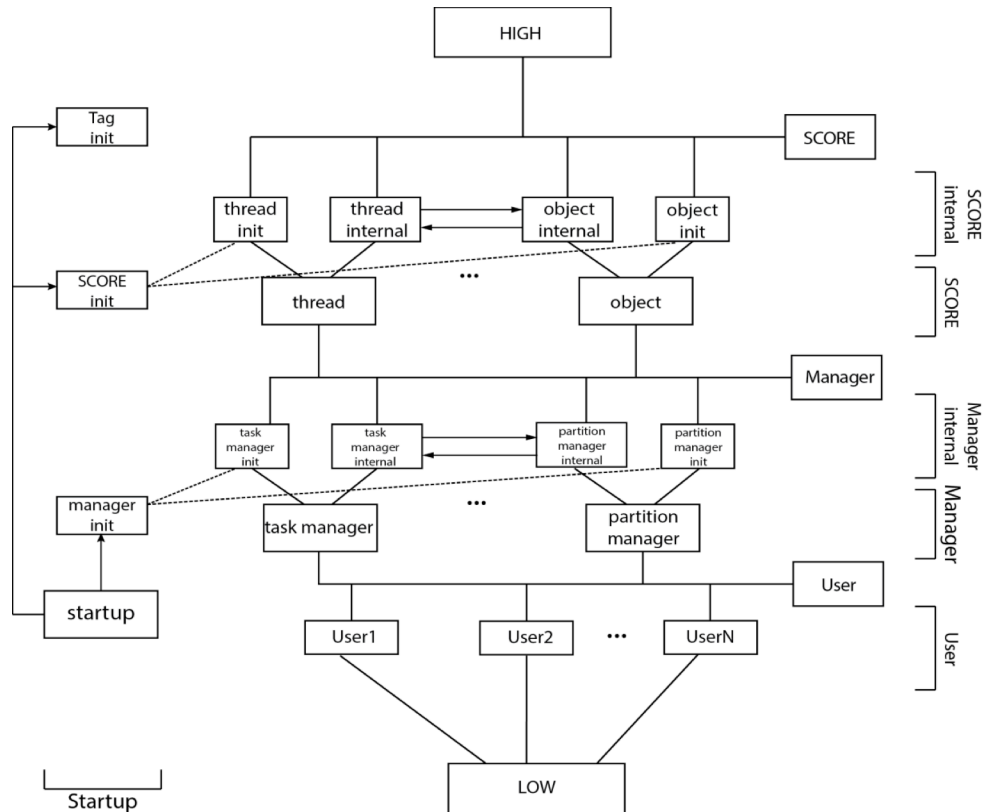 HIGH
Tag
init
SCORE
thread
init
thread
internal
object
internal
object
init
SCORE
internal
...
SCORE
init
thread
object
SCORE
Manager
task
manager
init
task
manager
internal
partition
manager
internal
partition
manager
init
Manager
internal
...
manager
init
task manager
partition
manager
Manager
User
startup
User1
User2
...
UserN
User
LOW
Startup